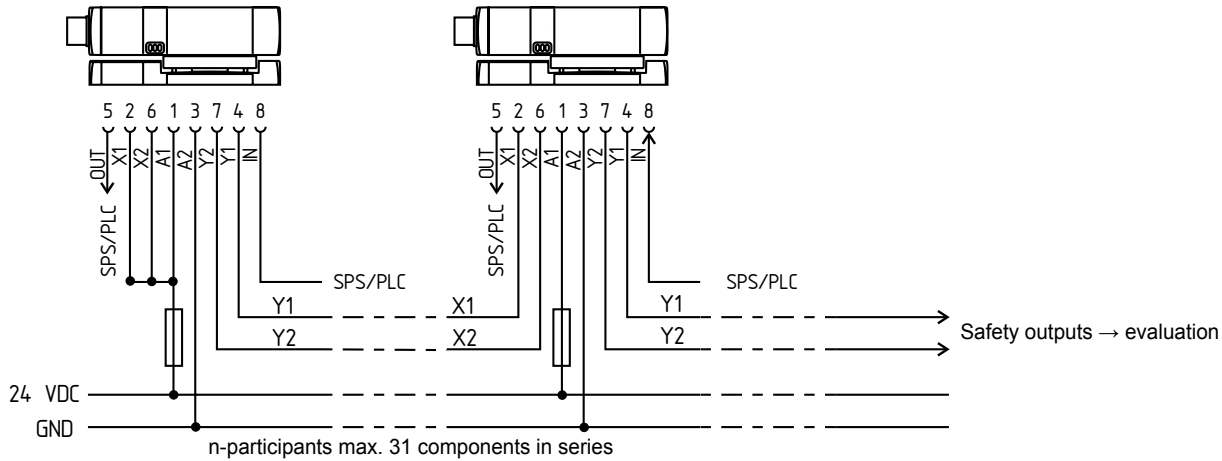 5 2 6 1 3 7 4 8
5 2 6 1 3 7 4 8
OUT X1 X2 A1 A2 Y2 Y1 IN
OUT X1 X2 A1 A2 Y2 Y1 IN
SPS/PLC
SPS/PLC
SPS/PLC
SPS/PLC
Y1 X1 Y1
Y2 X2 Y2
Safety outputs → evaluation
24 VDC
GND
n-participants max. 31 components in series